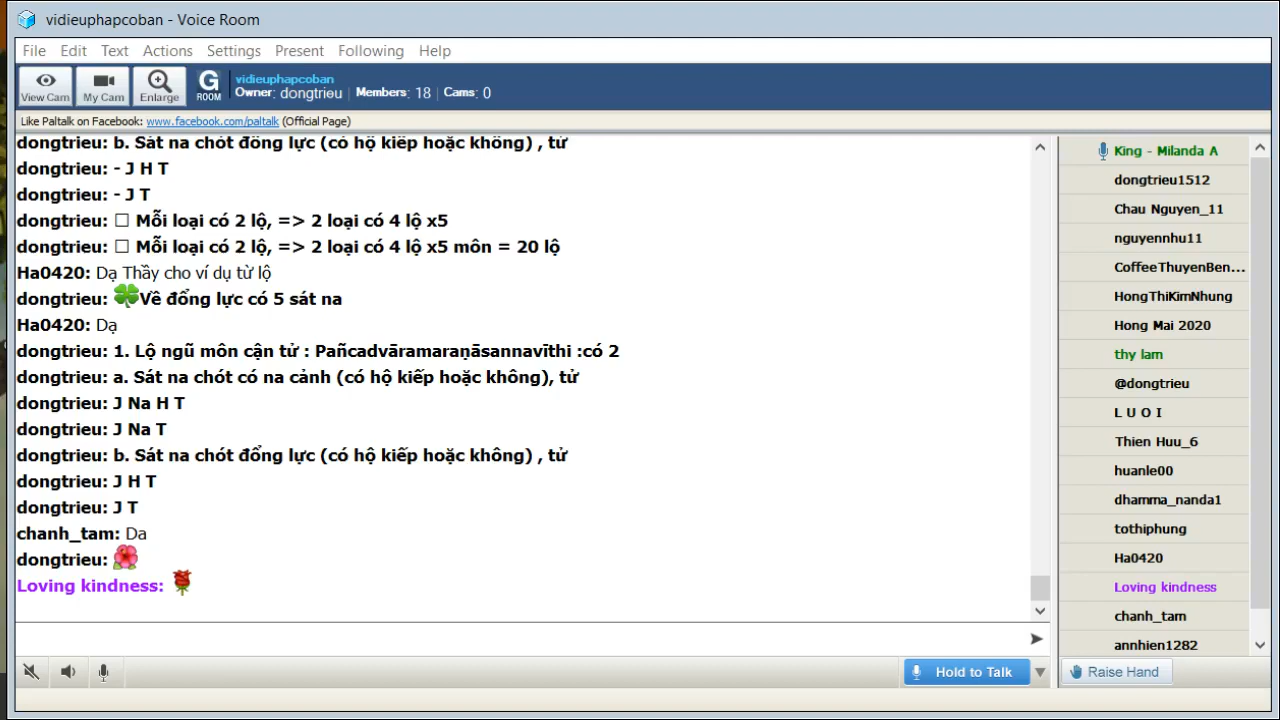 vidieuphapcoban - Voice Room
File Edit Text Actions Settings Present Following Help
View Cam My Cam Enlarge G ROOM
vidieuphapcoban
Owner: dongtrieu | Members: 18 | Cams: 0
Like Paltalk on Facebook: www.facebook.com/paltalk (Official Page)
dongtrieu: b. Sát na chót đổng lực (có hộ kiếp hoặc không) , tử
dongtrieu: - J H T
dongtrieu: - J T
dongtrieu: □ Mỗi loại có 2 lộ, => 2 loại có 4 lộ x5
dongtrieu: □ Mỗi loại có 2 lộ, => 2 loại có 4 lộ x5 môn = 20 lộ
Ha0420: Dạ Thầy cho ví dụ từ lộ
dongtrieu: Về đổng lực có 5 sát na
Ha0420: Dạ
dongtrieu: 1. Lộ ngũ môn cận tử : Pañcadvāramaraṇāsannavīthi :có 2
dongtrieu: a. Sát na chót có na cảnh (có hộ kiếp hoặc không), tử
dongtrieu: J Na H T
dongtrieu: J Na T
dongtrieu: b. Sát na chót đổng lực (có hộ kiếp hoặc không) , tử
dongtrieu: J H T
dongtrieu: J T
chanh_tam: Da
dongtrieu:
Loving kindness:
King - Milanda A
dongtrieu1512
Chau Nguyen_11
nguyennhu11
CoffeeThuyenBen...
HongThiKimNhung
Hong Mai 2020
thy lam
@dongtrieu
L U O I
Thien Huu_6
huanle00
dhamma_nanda1
tothiphung
Ha0420
Loving kindness
chanh_tam
annhien1282
Hold to Talk
Raise Hand